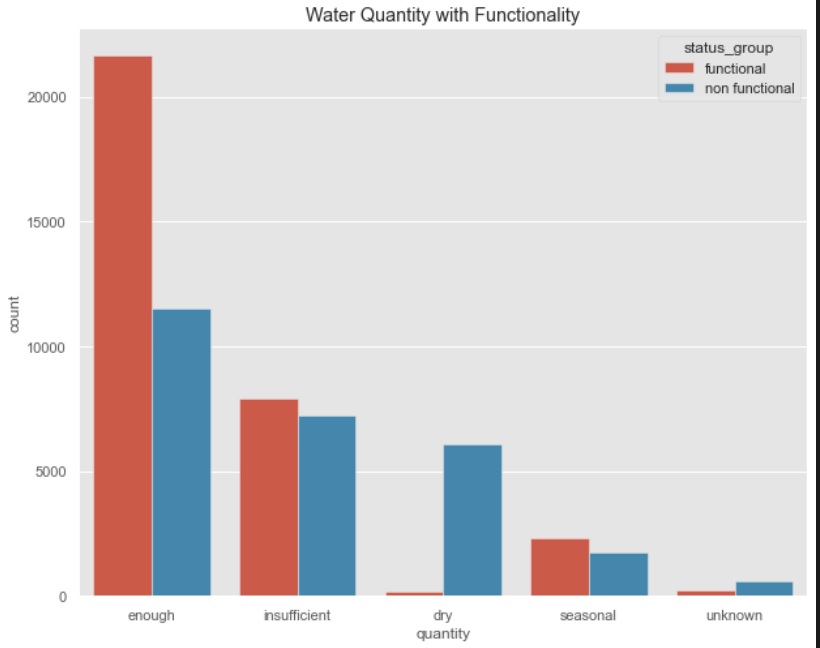 Water Quantity with Functionality
status_group
functional
non functional
20000
15000
10000
5000
0
count
enough insufficient dry seasonal unknown
quantity